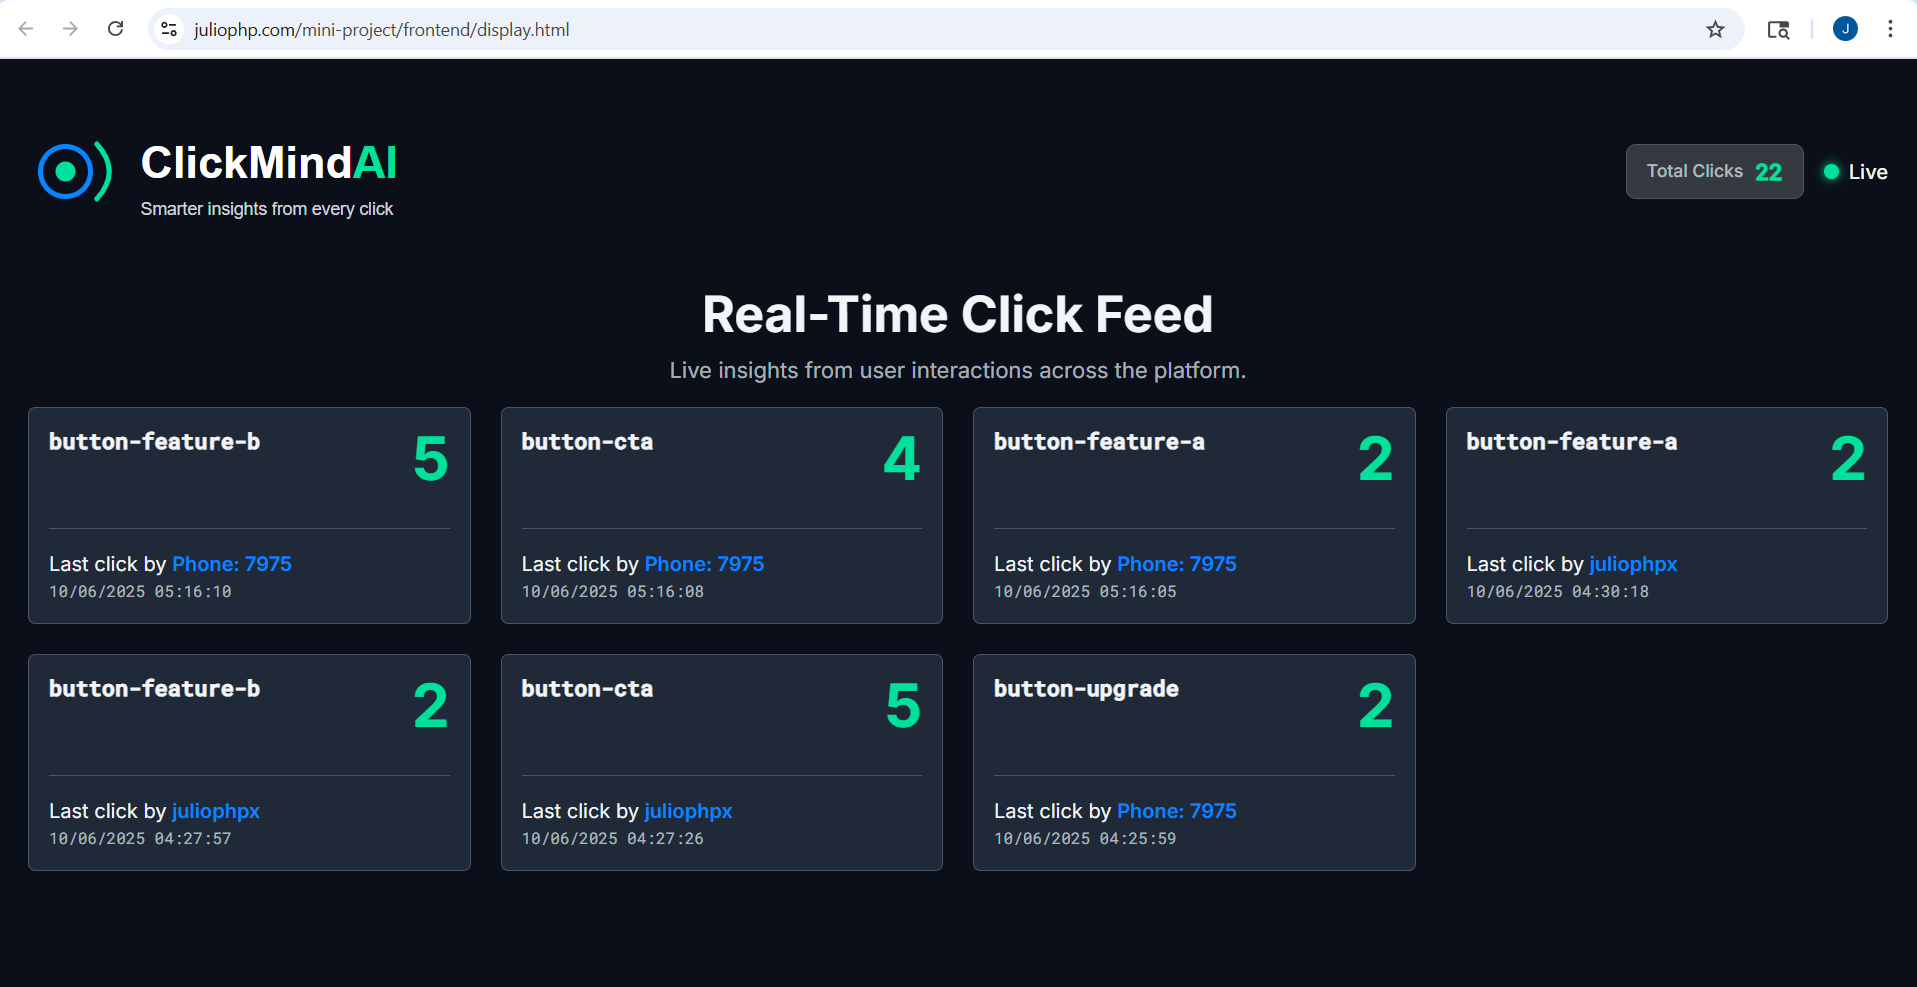 juliophp.com/mini-project/frontend/display.html
J
ClickMindAI
Smarter insights from every click
Total Clicks 22
Live
Real-Time Click Feed
Live insights from user interactions across the platform.
button-feature-b 5
Last click by Phone: 7975
10/06/2025 05:16:10
button-cta 4
Last click by Phone: 7975
10/06/2025 05:16:08
button-feature-a 2
Last click by Phone: 7975
10/06/2025 05:16:05
button-feature-a 2
Last click by juliophpx
10/06/2025 04:30:18
button-feature-b 2
Last click by juliophpx
10/06/2025 04:27:57
button-cta 5
Last click by juliophpx
10/06/2025 04:27:26
button-upgrade 2
Last click by Phone: 7975
10/06/2025 04:25:59